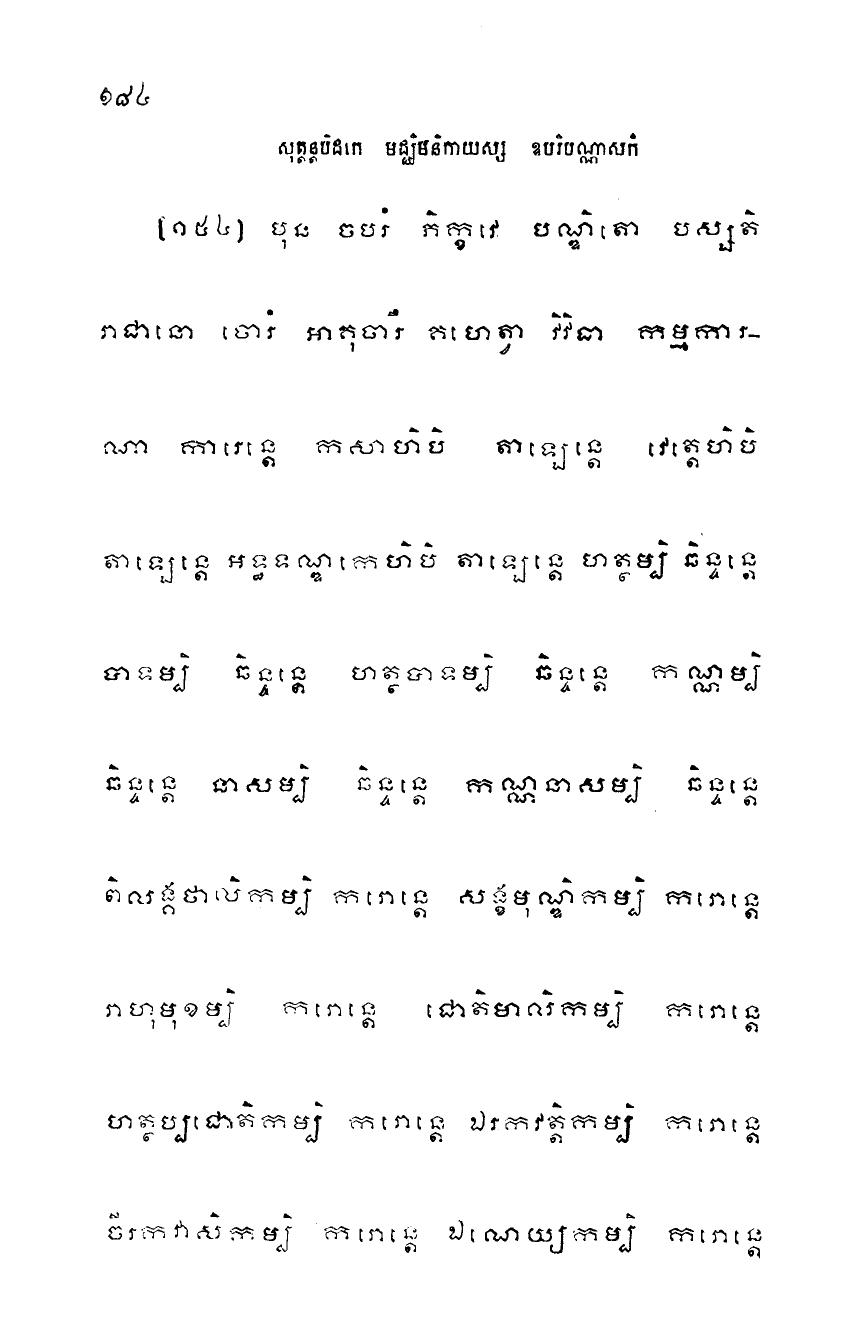 ១៨៤
សុត្តន្តបិដកេ មជ្ឈិមនិកាយស្ស ឧបរិបណ្ណាសកំ
(១៥៤) បុន ចបរំ ភិក្ខវេ បណ្ឌិតោ បស្សតិ
រាជានោ ចោរំ អាគុចារឹ គហេត្វា វិវិធា កម្មការ-
ណា ការេន្តេ កសាហិបិ តាឡេន្តេ វេត្តេហិបិ
តាឡេន្តេ អទ្ធទណ្ឌកេហិបិ តាឡេន្តេ ហត្ថម្បិ ឆិន្ទន្តេ
បាទម្បិ ឆិន្ទន្តេ ហត្ថបាទម្បិ ឆិន្ទន្តេ កណ្ណម្បិ
ឆិន្ទន្តេ នាសម្បិ ឆិន្ទន្តេ កណ្ណនាសម្បិ ឆិន្ទន្តេ
ពិលង្គថាលិកម្បិ ករោន្តេ សង្ខមុណ្ឌិកម្បិ ករោន្តេ
រាហុមុខម្បិ ករោន្តេ ជោតិមាលិកម្បិ ករោន្តេ
ហត្ថប្បជោតិកម្បិ ករោន្តេ ឯរកវត្តិកម្បិ ករោន្តេ
ចីរកវាសិកម្បិ ករោន្តេ ឯណេយ្យកម្បិ ករោន្តេ